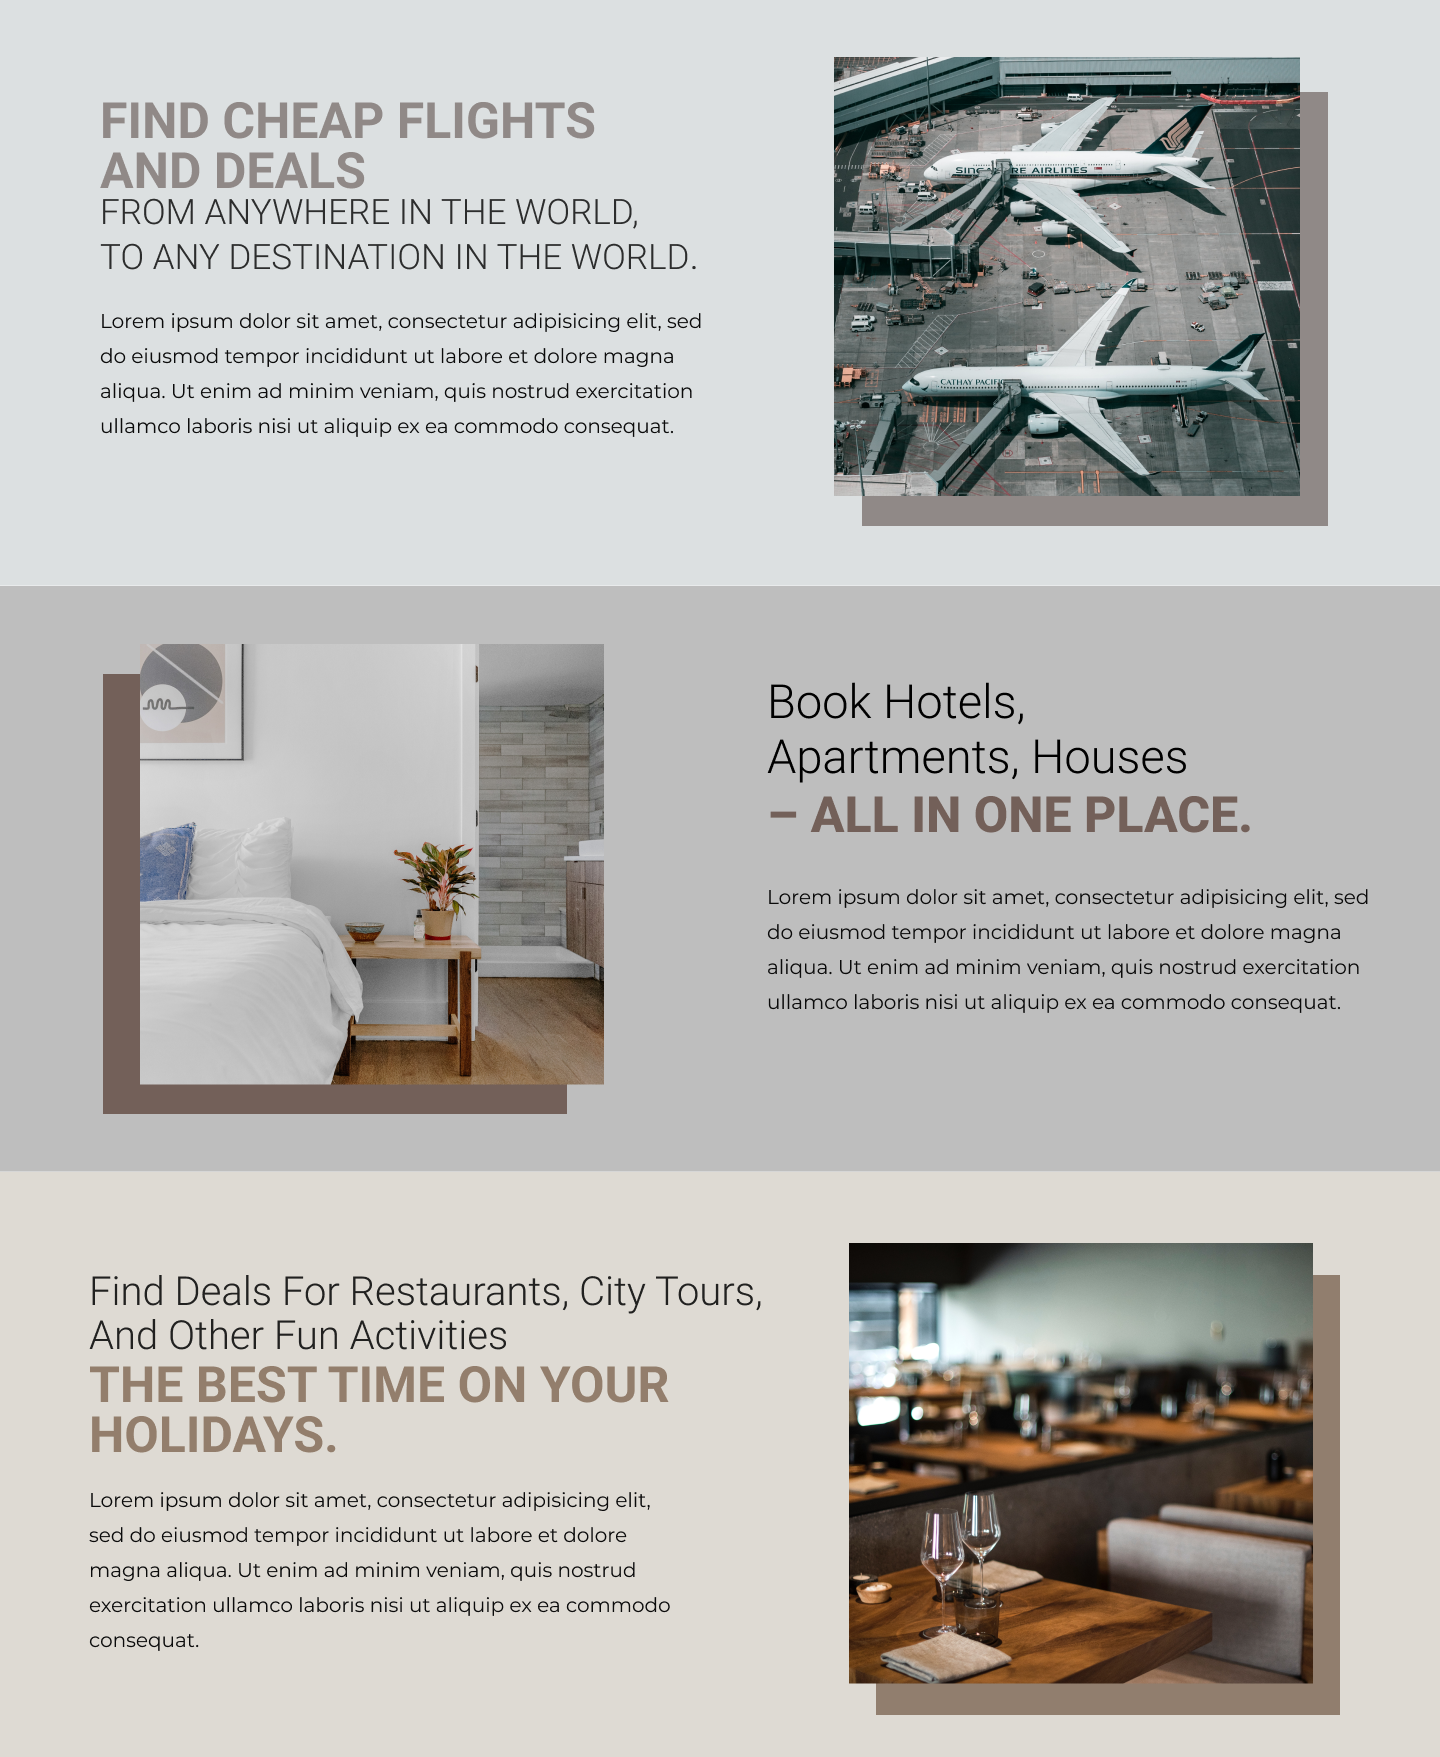 FIND CHEAP FLIGHTS
AND DEALS
FROM ANYWHERE IN THE WORLD,
TO ANY DESTINATION IN THE WORLD.
Lorem ipsum dolor sit amet, consectetur adipisicing elit, sed
do eiusmod tempor incididunt ut labore et dolore magna
aliqua. Ut enim ad minim veniam, quis nostrud exercitation
ullamco laboris nisi ut aliquip ex ea commodo consequat.
AIRLINES
CATHAY PACIFIC
Book Hotels,
Apartments, Houses
– ALL IN ONE PLACE.
Lorem ipsum dolor sit amet, consectetur adipisicing elit, sed
do eiusmod tempor incididunt ut labore et dolore magna
aliqua. Ut enim ad minim veniam, quis nostrud exercitation
ullamco laboris nisi ut aliquip ex ea commodo consequat.
Find Deals For Restaurants, City Tours,
And Other Fun Activities
THE BEST TIME ON YOUR
HOLIDAYS.
Lorem ipsum dolor sit amet, consectetur adipisicing elit,
sed do eiusmod tempor incididunt ut labore et dolore
magna aliqua. Ut enim ad minim veniam, quis nostrud
exercitation ullamco laboris nisi ut aliquip ex ea commodo
consequat.